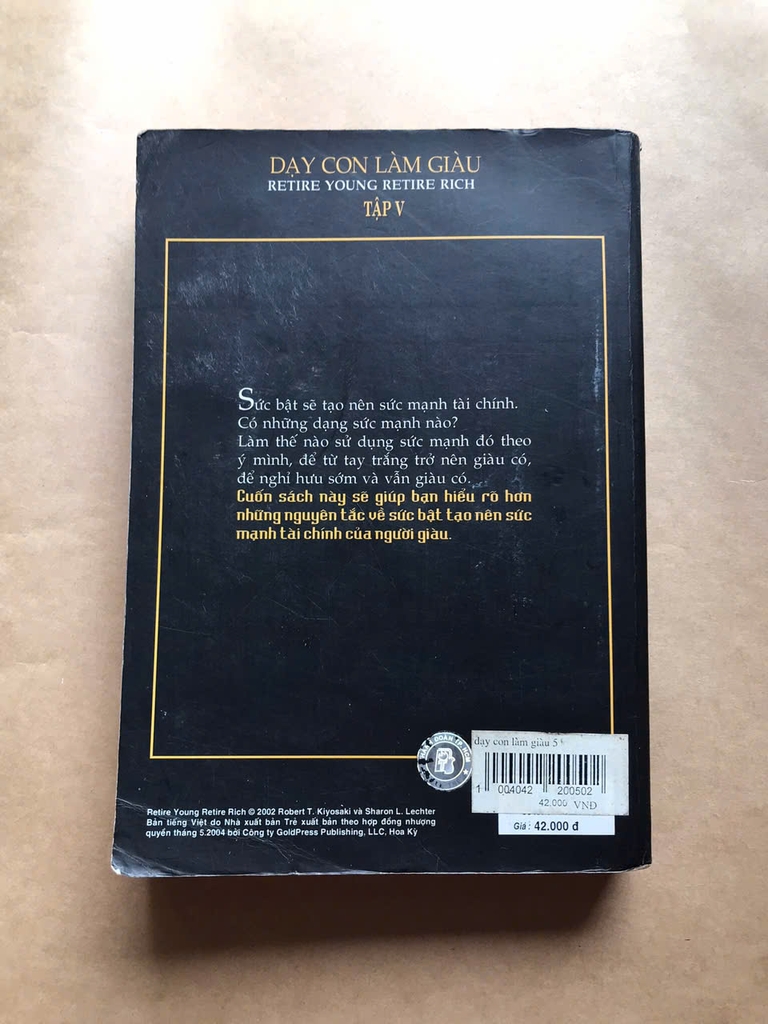 DẠY CON LÀM GIÀU
RETIRE YOUNG RETIRE RICH
TẬP V
Sức bật sẽ tạo nên sức mạnh tài chính.
Có những dạng sức mạnh nào?
Làm thế nào sử dụng sức mạnh đó theo
ý mình, để từ tay trắng trở nên giàu có,
để nghỉ hưu sớm và vẫn giàu có.
Cuốn sách này sẽ giúp bạn hiểu rõ hơn
những nguyên tắc về sức bật tạo nên sức
mạnh tài chính của người giàu.
Retire Young Retire Rich © 2002 Robert T. Kiyosaki và Sharon L. Lechter
Bản tiếng Việt do Nhà xuất bản Trẻ xuất bản theo hợp đồng nhượng
quyền tháng 5.2004 bởi Công ty GoldPress Publishing, LLC, Hoa Kỳ
ĐOÀN TP. HCM
dạy con làm giàu 5
1 004042 200502
42,000 VNĐ
Giá : 42.000 đ